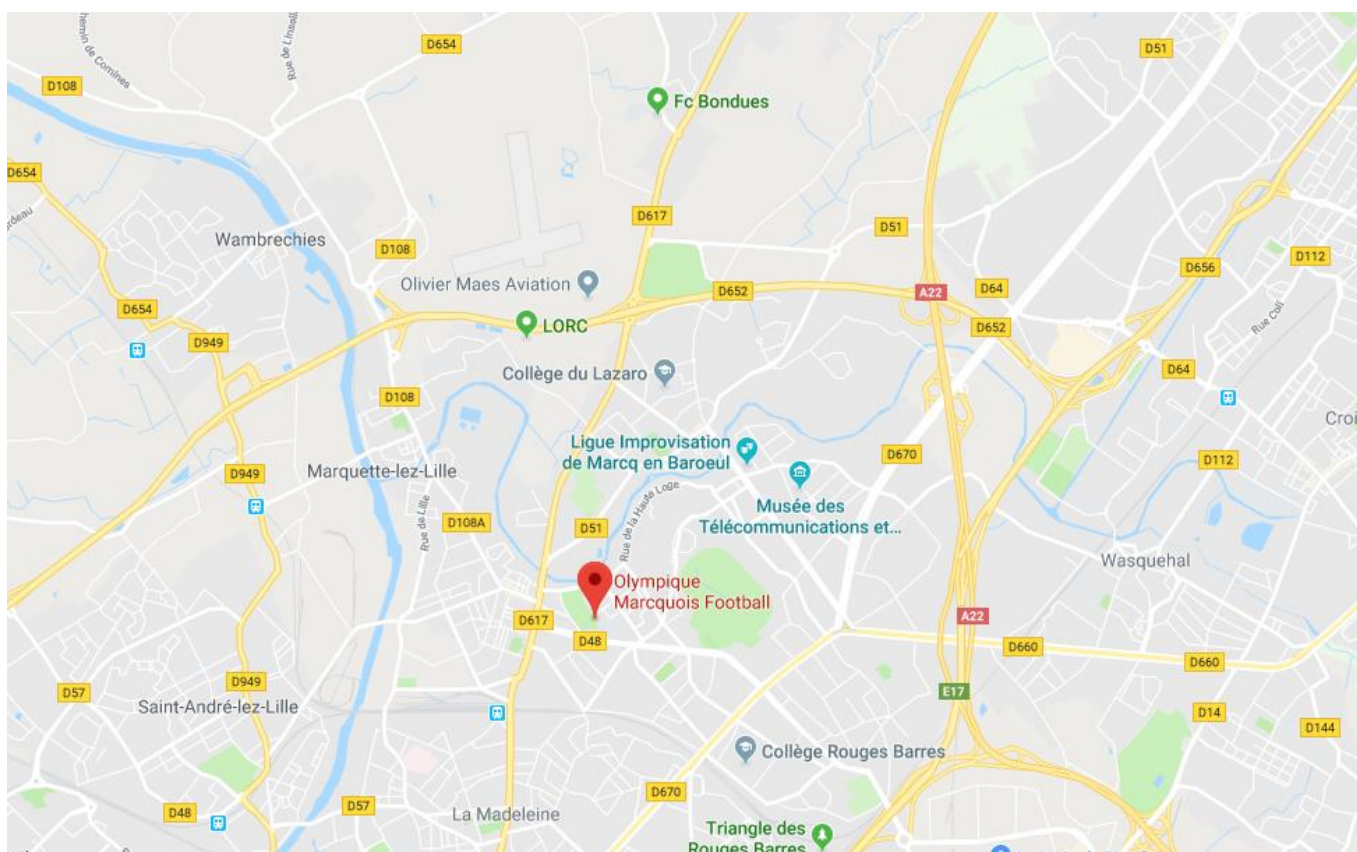 D654
D51
Chemin de Comines
Rue de Linselles
D108
Fc Bondues
D654
D617
D51
Wambrechies
D108
D112
Olivier Maes Aviation
D656
A22
D64
D652
D654
LORC
D652
Rue Coli
D949
Collège du Lazaro
D64
D108
Ligue Improvisation
de Marcq en Baroeul
D670
D112
Marquette-lez-Lille
D949
Rue de la Haute Loge
Musée des
Télécommunications et...
Rue de Lille
D108A
D51
Wasquehal
Olympique
Marcquois Football
A22
D617
D48
D660
D660
D949
D57
E17
Saint-André-lez-Lille
D14
D144
Collège Rouges Barres
D670
D57
D48
La Madeleine
Triangle des
Rouges Barres